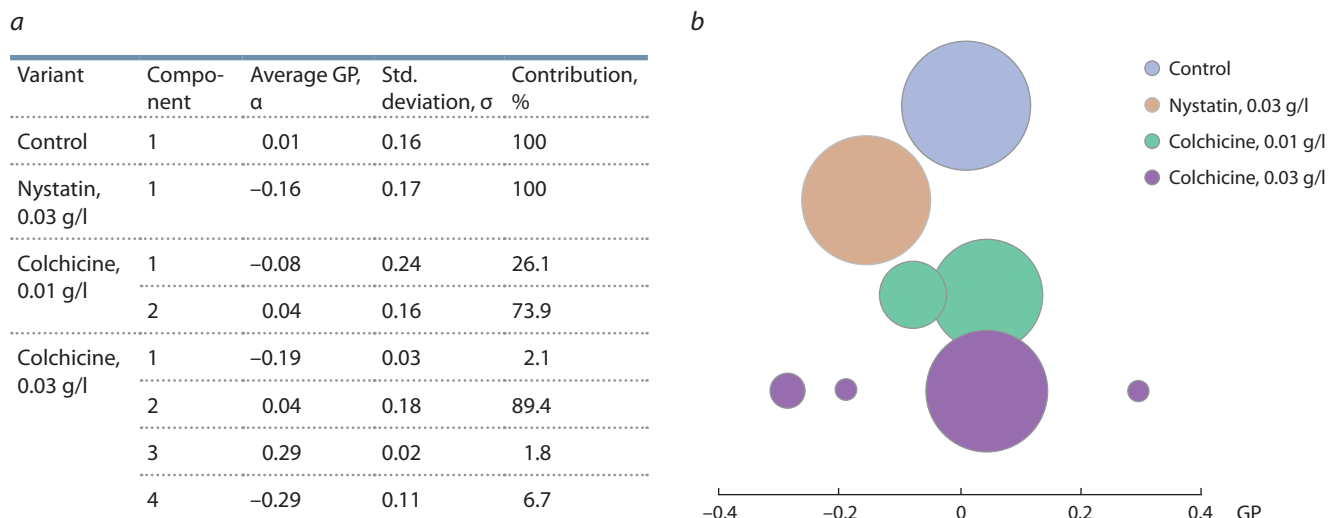 a
Variant Compo- Average GP, Std. Contribution,
nent α deviation, σ %
Control 1 0.01 0.16 100
Nystatin, 1 –0.16 0.17 100
0.03 g/l
Colchicine, 1 –0.08 0.24 26.1
0.01 g/l
2 0.04 0.16 73.9
Colchicine, 1 –0.19 0.03 2.1
0.03 g/l
2 0.04 0.18 89.4
3 0.29 0.02 1.8
4 –0.29 0.11 6.7
b
Control
Nystatin, 0.03 g/l
Colchicine, 0.01 g/l
Colchicine, 0.03 g/l
–0.4 –0.2 0 0.2 0.4 GP